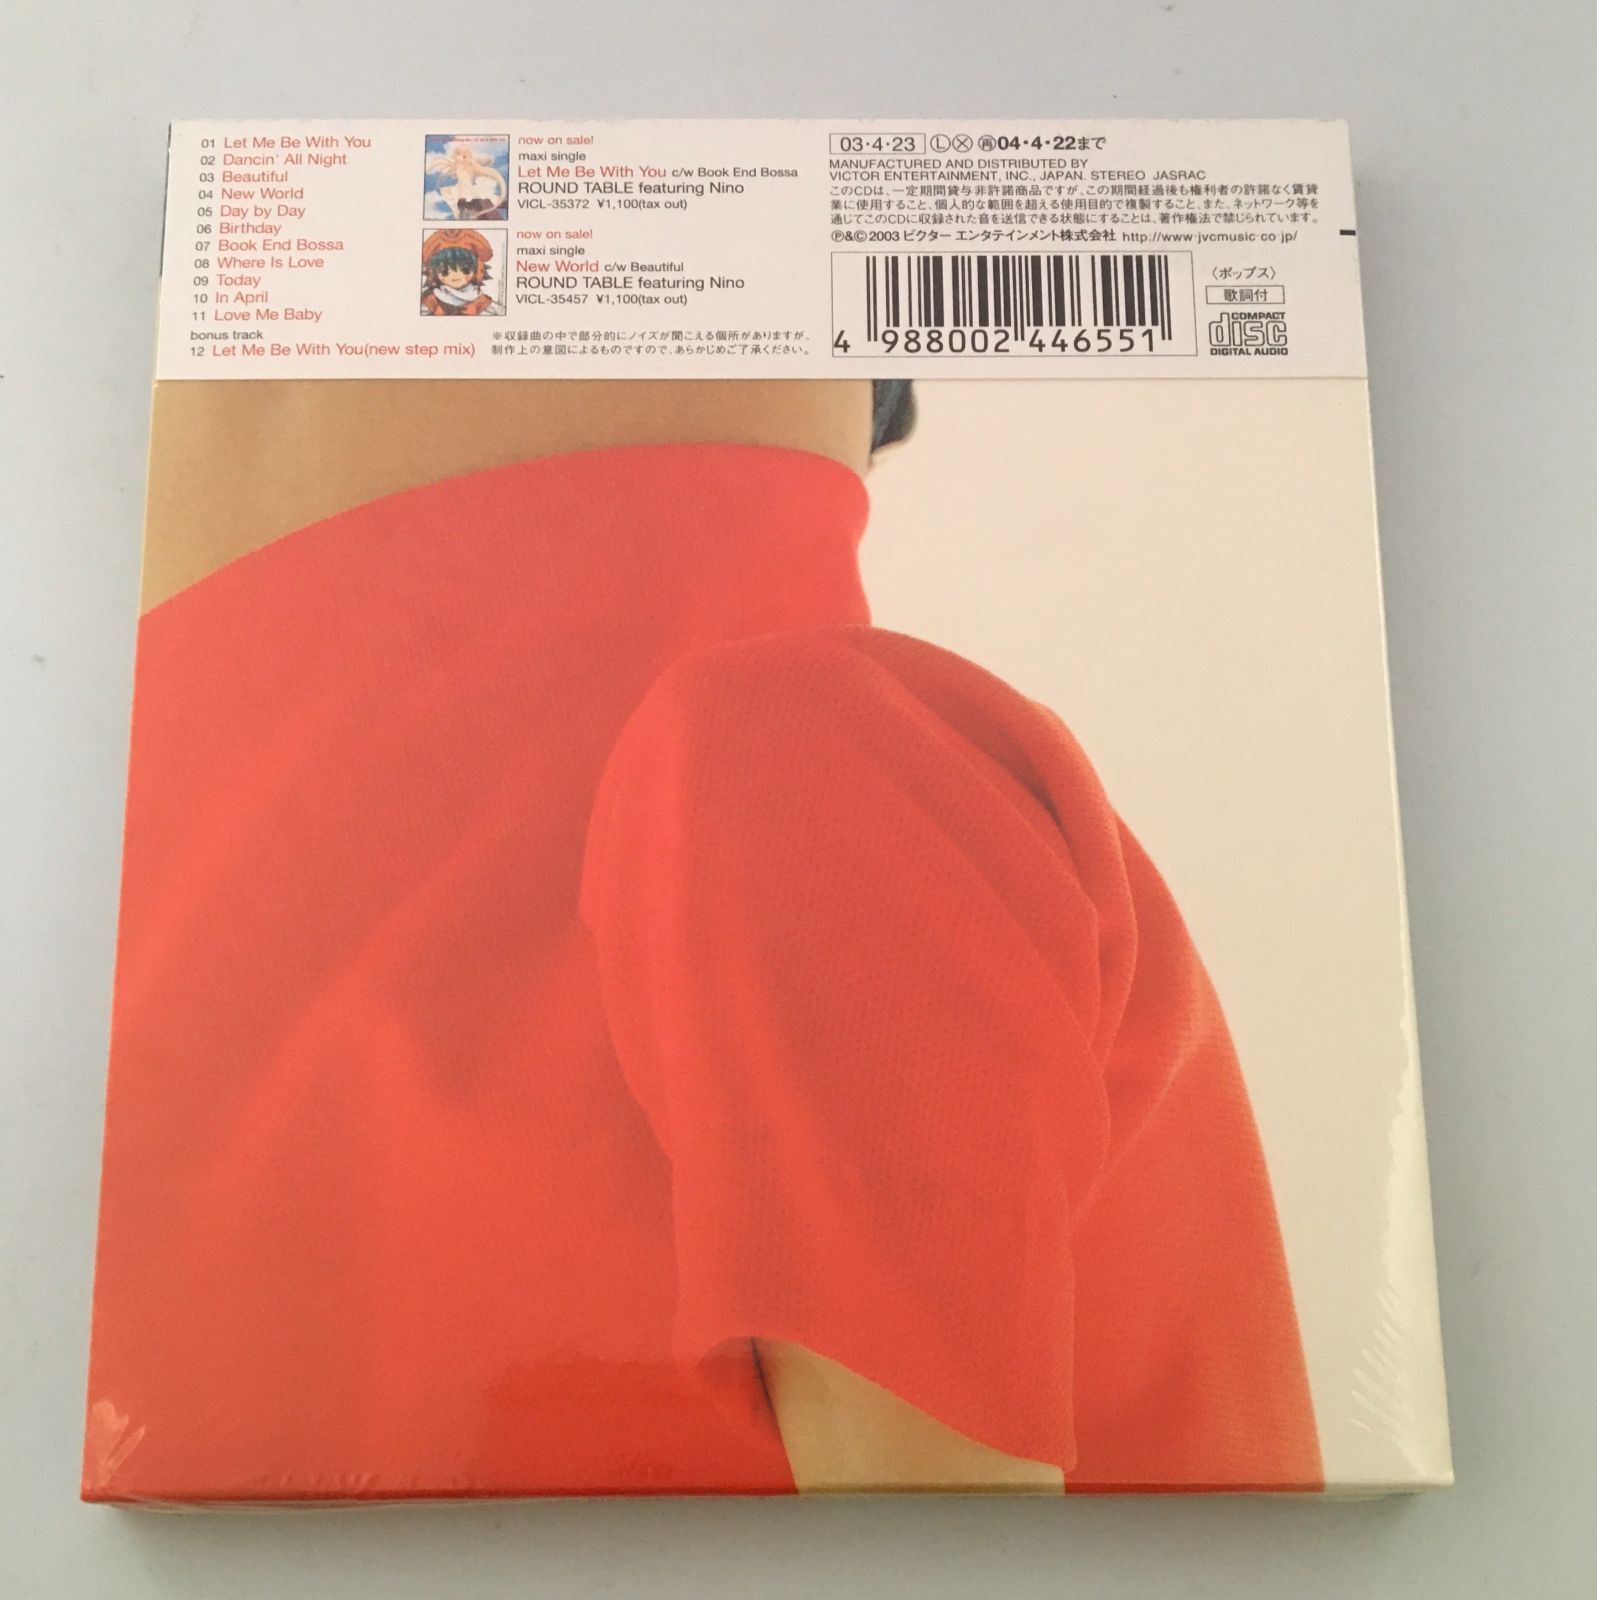 01 Let Me Be With You
02 Dancin' All Night
03 Beautiful
04 New World
05 Day by Day
06 Birthday
07 Book End Bossa
08 Where Is Love
09 Today
10 In April
11 Love Me Baby
bonus track
12 Let Me Be With You(new step mix)
now on sale!
maxi single
Let Me Be With You c/w Book End Bossa
ROUND TABLE featuring Nino
VICL-35372 ¥1,100(tax out)
now on sale!
maxi single
New World c/w Beautiful
ROUND TABLE featuring Nino
VICL-35457 ¥1,100(tax out)
※収録曲の中で部分的にノイズが聞こえる個所がありますが、
制作上の意図によるものですので、あらかじめご了承ください。
03・4・23 Ⓛ Ⓧ ㊢04・4・22まで
MANUFACTURED AND DISTRIBUTED BY
VICTOR ENTERTAINMENT, INC., JAPAN. STEREO JASRAC
このCDは、一定期間貸与非許諾商品ですが、この期間経過後も権利者の許諾なく賃貸
業に使用すること、個人的な範囲を超える使用目的で複製すること、また、ネットワーク等を
通じてこのCDに収録された音を送信できる状態にすることは、著作権法で禁じられています。
Ⓟ&©2003 ビクター エンタテインメント株式会社 http://www.jvcmusic.co.jp/
4 988002 446551
〈ポップス〉
歌詞付
COMPACT
disc
DIGITAL AUDIO